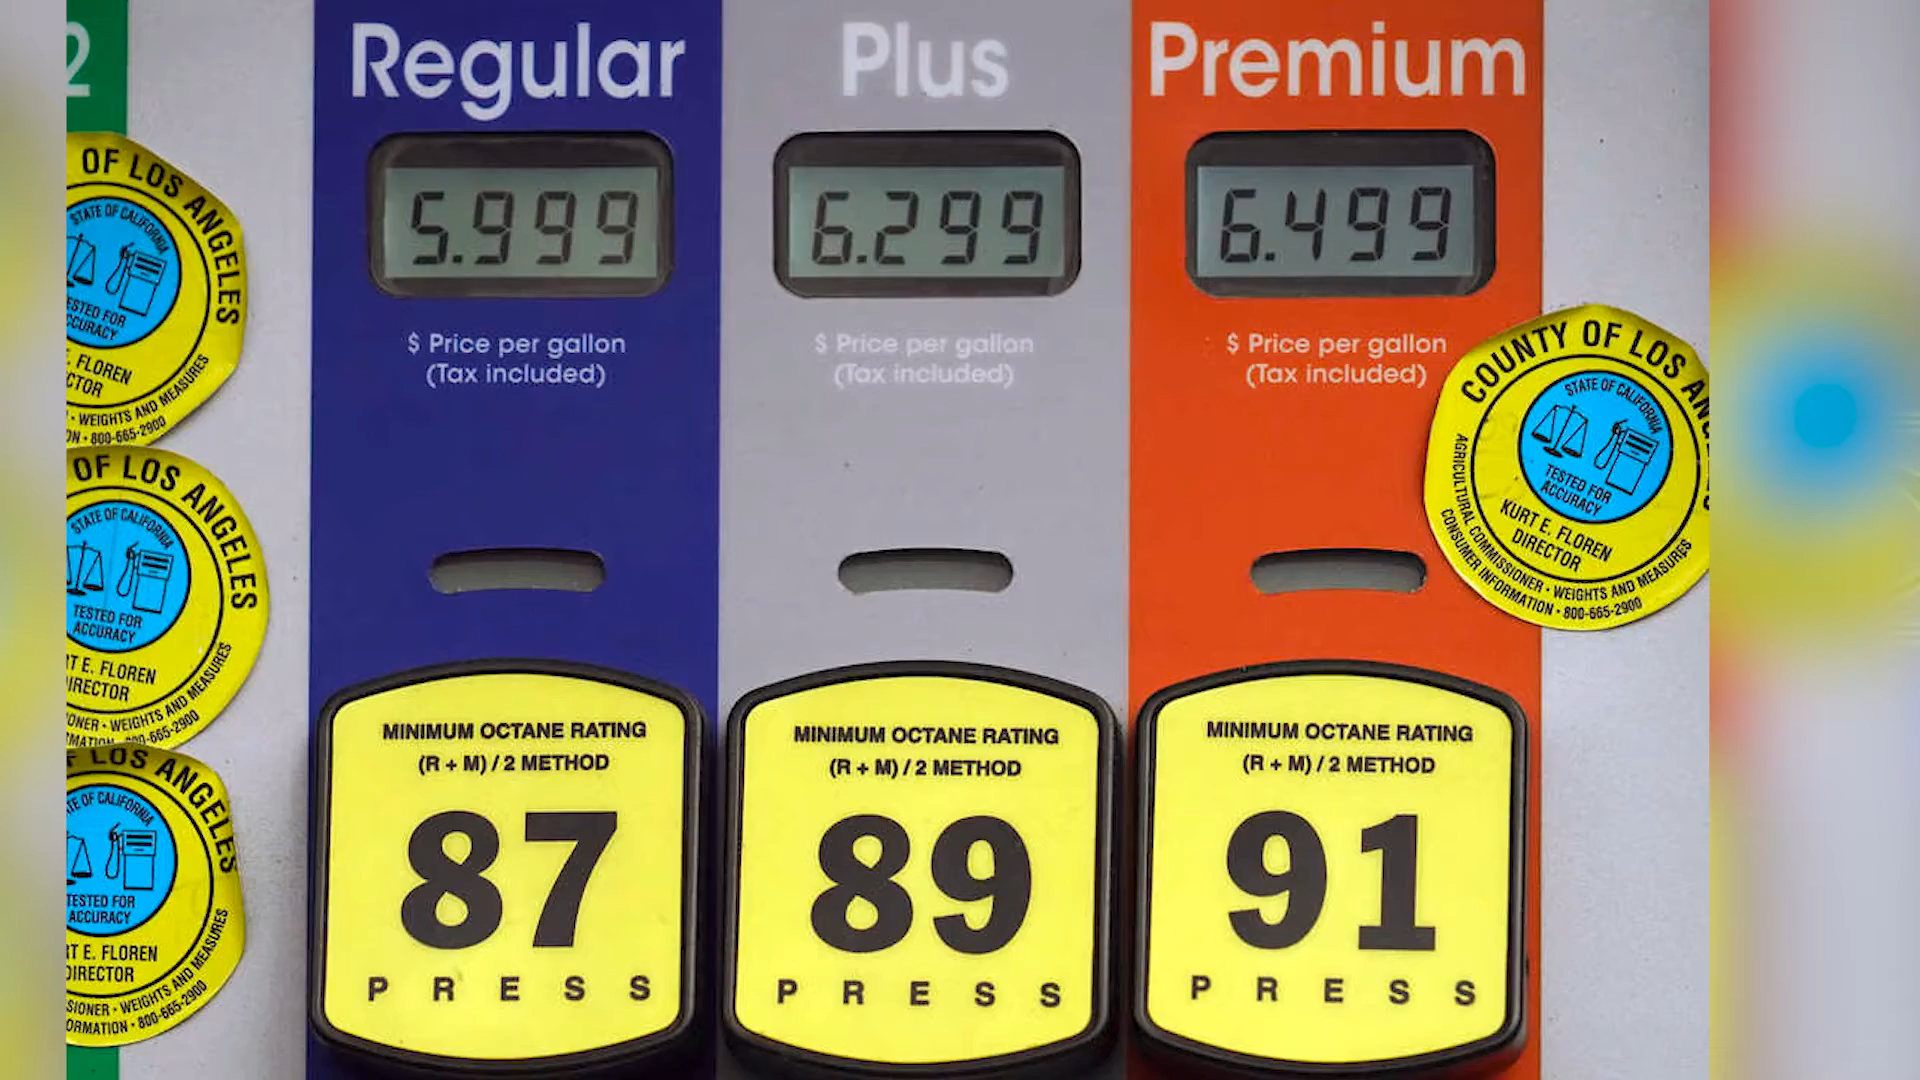 2
Regular
Plus
Premium
5.999
6.299
6.499
$ Price per gallon
(Tax included)
$ Price per gallon
(Tax included)
$ Price per gallon
(Tax included)
OF LOS ANGELES
STATE OF CALIFORNIA
TESTED FOR
ACCURACY
E. FLOREN
WEIGHTS AND MEASURES
800-665-2900
COUNTY OF LOS
STATE OF CALIFORNIA
TESTED FOR
ACCURACY
KURT E. FLOREN
DIRECTOR
AGRICULTURAL COMMISSIONER • WEIGHTS AND MEASURES
CONSUMER INFORMATION • 800-665-2900
OF LOS ANGELES
STATE OF CALIFORNIA
TESTED FOR
ACCURACY
E. FLOREN
DIRECTOR
WEIGHTS AND MEASURES
LOS ANGELES
OF CALIFORNIA
TESTED FOR
ACCURACY
E. FLOREN
DIRECTOR
WEIGHTS AND MEASURES
800-665-2900
MINIMUM OCTANE RATING
(R + M) / 2 METHOD
87
PRESS
MINIMUM OCTANE RATING
(R + M) / 2 METHOD
89
PRESS
MINIMUM OCTANE RATING
(R + M) / 2 METHOD
91
PRESS